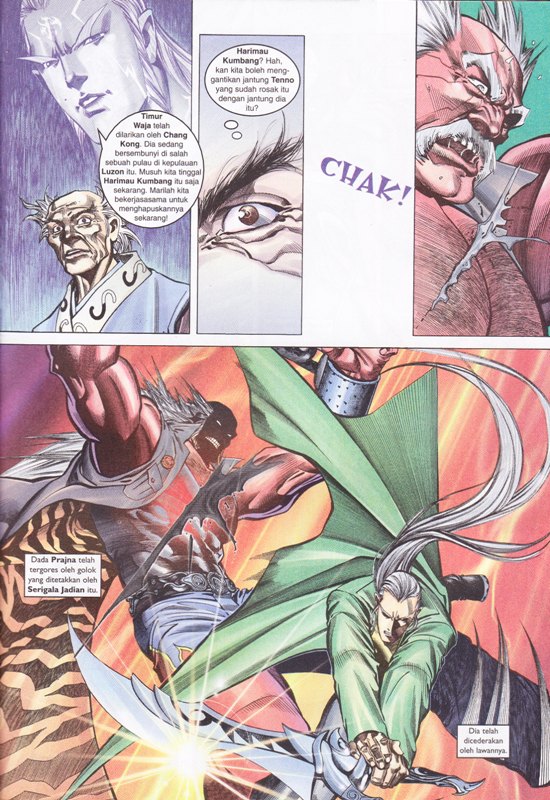 Timur
Waja telah
dilarikan oleh Chang
Kong. Dia sedang
bersembunyi di salah
sebuah pulau di kepulauan
Luzon itu. Musuh kita tinggal
Harimau Kumbang itu saja
sekarang. Marilah kita
bekerjasama untuk
menghapuskannya
sekarang!
Harimau
Kumbang? Hah,
kan kita boleh meng-
gantikan jantung Tenno
yang sudah rosak itu
dengan jantung dia
itu?
CHAK!
Dada Prajna telah
tergores oleh golok
yang ditetakkan oleh
Serigala Jadian itu.
Dia telah
dicederakan
oleh lawannya.